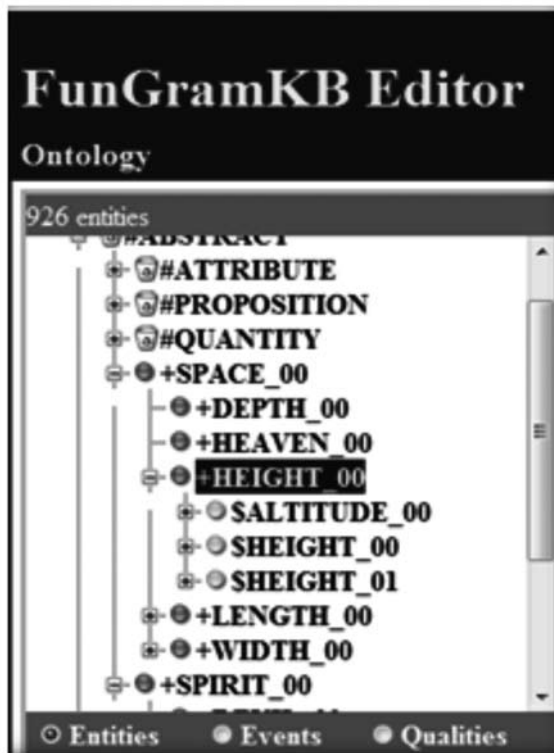 FunGramKB Editor
Ontology
926 entities
#ABSTRACT
#ATTRIBUTE
#PROPOSITION
#QUANTITY
+SPACE_00
+DEPTH_00
+HEAVEN_00
+HEIGHT_00
$ALTITUDE_00
$HEIGHT_00
$HEIGHT_01
+LENGTH_00
+WIDTH_00
+SPIRIT_00
Entities Events Qualities